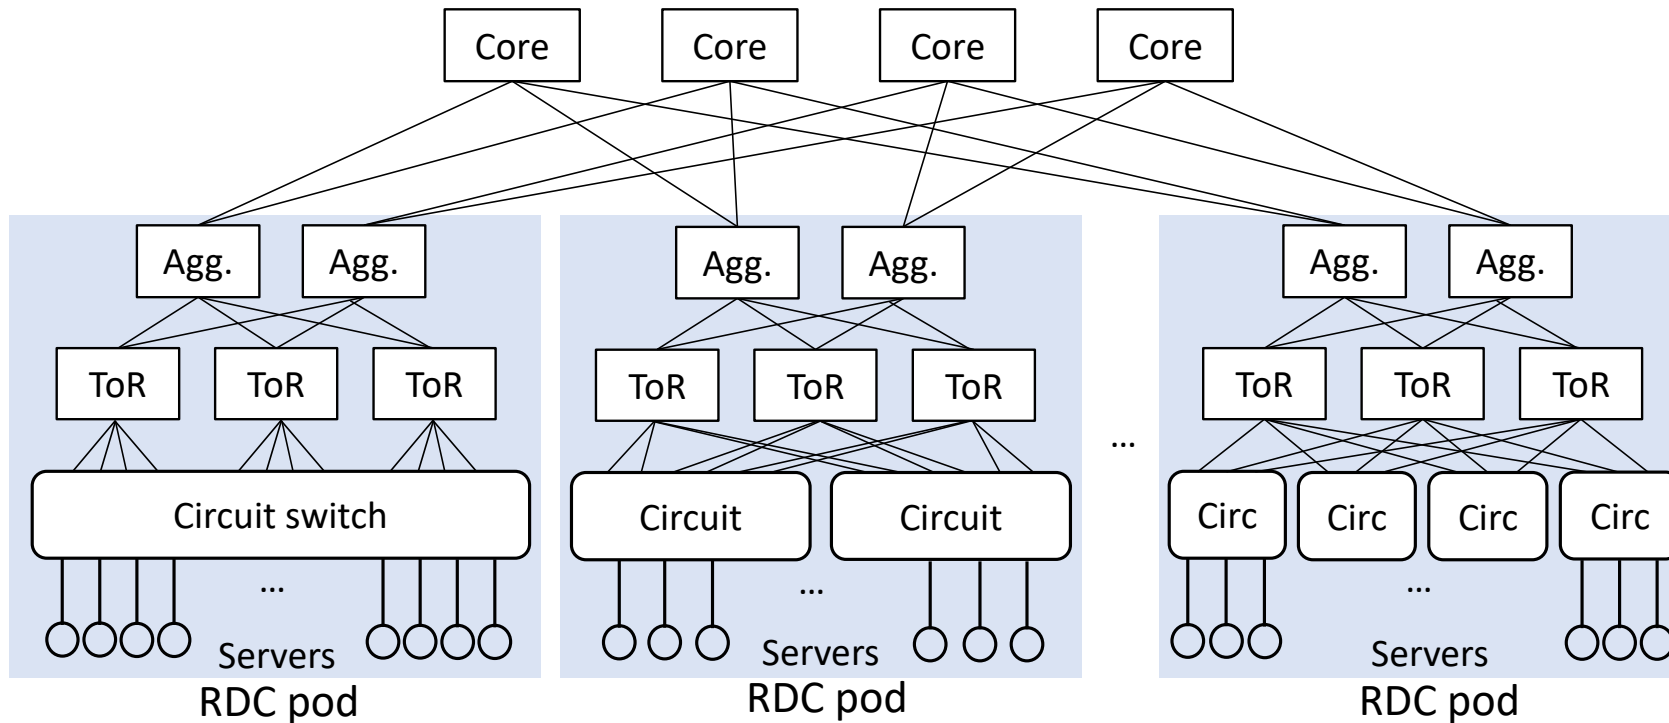 Core Core Core Core
Agg. Agg. Agg. Agg. Agg. Agg.
ToR ToR ToR ToR ToR ToR ToR ToR ToR
...
Circuit switch Circuit Circuit Circ Circ Circ Circ
... ... ...
Servers Servers Servers
RDC pod RDC pod RDC pod